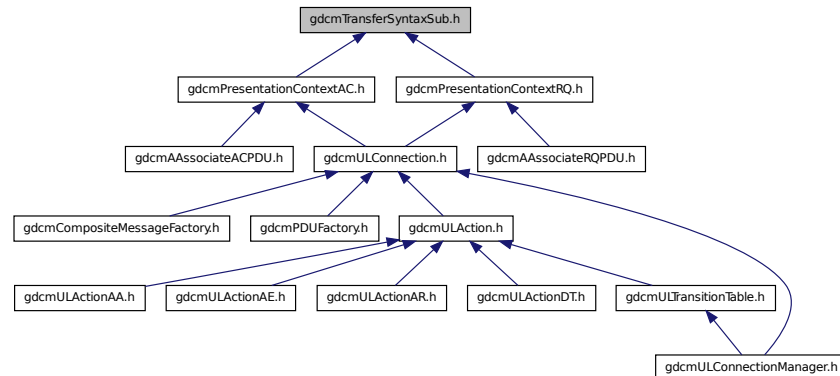 gdcmTransferSyntaxSub.h
gdcmPresentationContextAC.h
gdcmPresentationContextRQ.h
gdcmAAssociateACPDU.h
gdcmULConnection.h
gdcmAAssociateRQPDU.h
gdcmCompositeMessageFactory.h
gdcmPDUFactory.h
gdcmULAction.h
gdcmULActionAA.h
gdcmULActionAE.h
gdcmULActionAR.h
gdcmULActionDT.h
gdcmULTransitionTable.h
gdcmULConnectionManager.h